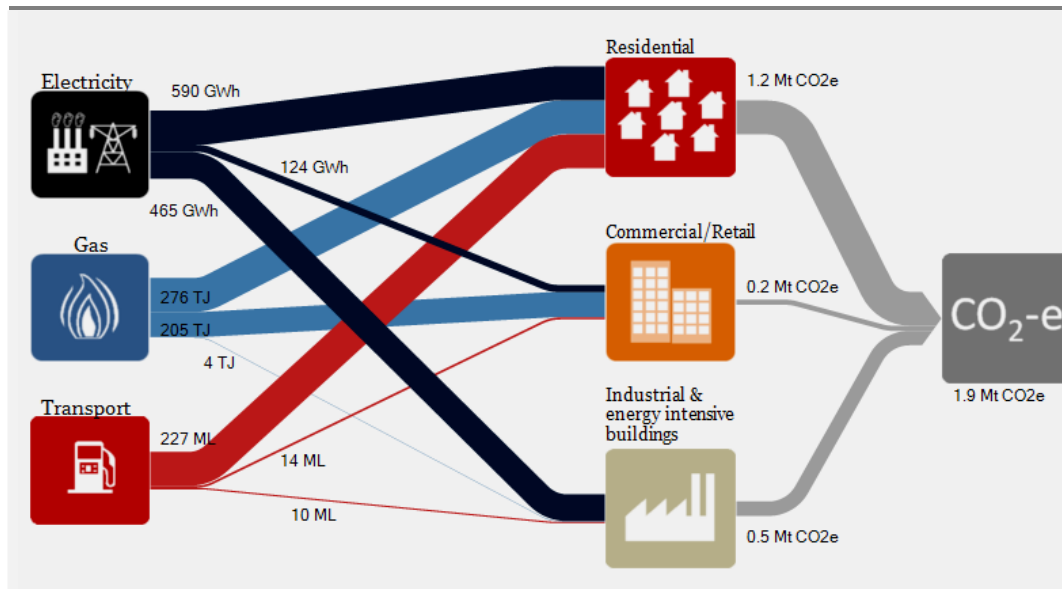 Residential
Electricity
590 GWh
1.2 Mt CO2e
124 GWh
465 GWh
Gas
Commercial/Retail
276 TJ
0.2 Mt CO2e
205 TJ
CO₂-e
4 TJ
1.9 Mt CO2e
Transport
Industrial &
energy intensive
buildings
227 ML
14 ML
10 ML
0.5 Mt CO2e